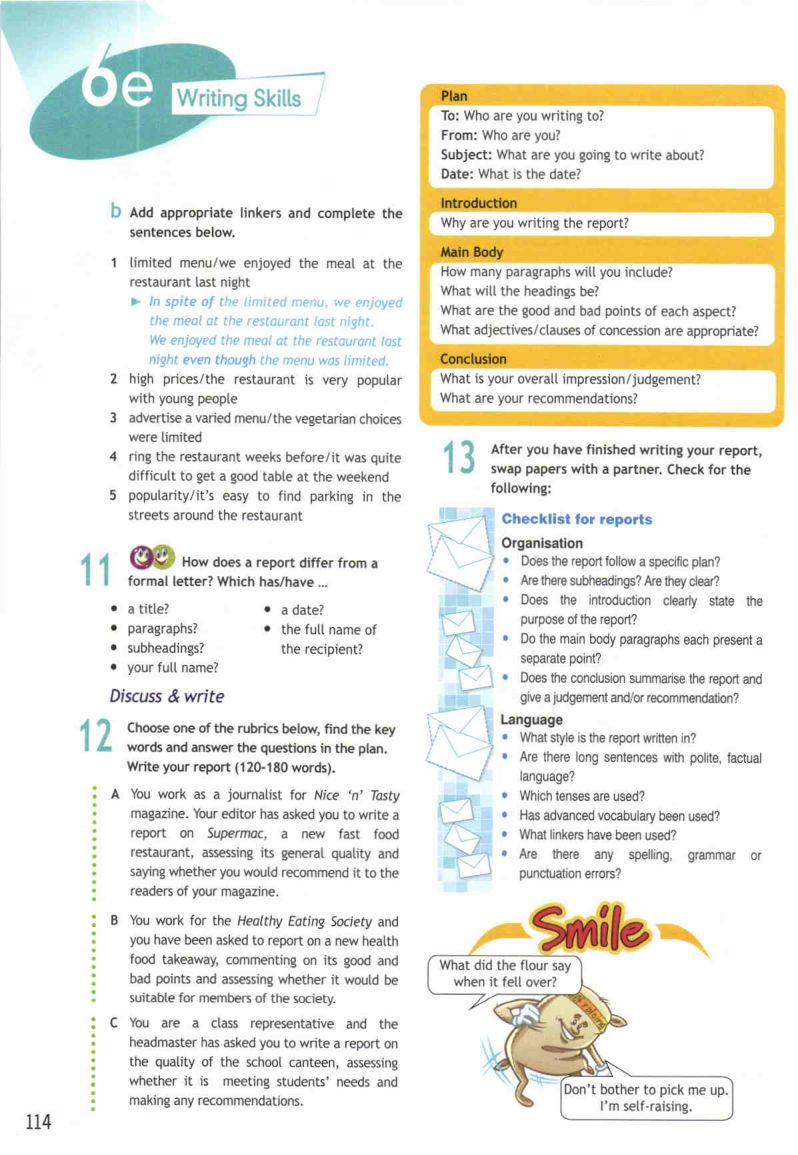 6e Writing Skills
b Add appropriate linkers and complete the
sentences below.
1 limited menu/we enjoyed the meal at the
restaurant last night
► In spite of the limited menu, we enjoyed
the meal at the restaurant last night.
We enjoyed the meal at the restaurant last
night even though the menu was limited.
2 high prices/the restaurant is very popular
with young people
3 advertise a varied menu/the vegetarian choices
were limited
4 ring the restaurant weeks before/it was quite
difficult to get a good table at the weekend
5 popularity/it's easy to find parking in the
streets around the restaurant
11 How does a report differ from a
formal letter? Which has/have ...
• a title?
• paragraphs?
• subheadings?
• your full name?
• a date?
• the full name of
the recipient?
Discuss & write
12 Choose one of the rubrics below, find the key
words and answer the questions in the plan.
Write your report (120-180 words).
A You work as a journalist for Nice 'n' Tasty
magazine. Your editor has asked you to write a
report on Supermac, a new fast food
restaurant, assessing its general quality and
saying whether you would recommend it to the
readers of your magazine.
B You work for the Healthy Eating Society and
you have been asked to report on a new health
food takeaway, commenting on its good and
bad points and assessing whether it would be
suitable for members of the society.
C You are a class representative and the
headmaster has asked you to write a report on
the quality of the school canteen, assessing
whether it is meeting students' needs and
making any recommendations.
114
Plan
To: Who are you writing to?
From: Who are you?
Subject: What are you going to write about?
Date: What is the date?
Introduction
Why are you writing the report?
Main Body
How many paragraphs will you include?
What will the headings be?
What are the good and bad points of each aspect?
What adjectives/clauses of concession are appropriate?
Conclusion
What is your overall impression/judgement?
What are your recommendations?
13 After you have finished writing your report,
swap papers with a partner. Check for the
following:
Checklist for reports
Organisation
• Does the report follow a specific plan?
• Are there subheadings? Are they clear?
• Does the introduction clearly state the
purpose of the report?
• Do the main body paragraphs each present a
separate point?
• Does the conclusion summarise the report and
give a judgement and/or recommendation?
Language
• What style is the report written in?
• Are there long sentences with polite, factual
language?
• Which tenses are used?
• Has advanced vocabulary been used?
• What linkers have been used?
• Are there any spelling, grammar or
punctuation errors?
Smile
What did the flour say
when it fell over?
raising
Don't bother to pick me up.
I'm self-raising.